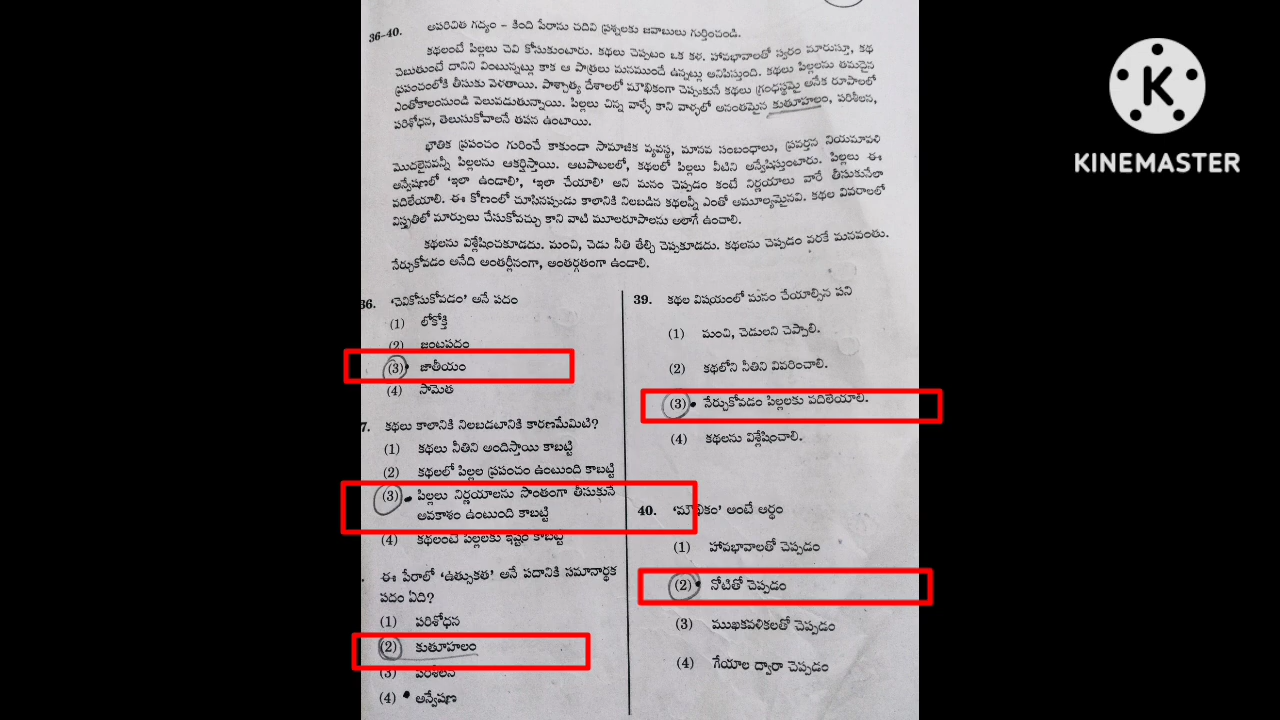 36-40. అపరిచిత గద్యం – కింది పేరాను చదివి ప్రశ్నలకు జవాబులు గుర్తించండి.
కథలంటే పిల్లలు చెవి కోసుకుంటారు. కథలు చెప్పటం ఒక కళ. హావభావాలతో స్వరం మారుస్తూ, కథ
చెబుతుంటే దానిని వింటున్నట్లు కాక ఆ పాత్రలు మనముందే ఉన్నట్లు అనిపిస్తుంది. కథలు పిల్లలను తమదైన
ప్రపంచంలోకి తీసుకు వెళతాయి. పాశ్చాత్య దేశాలలో మౌఖికంగా చెప్పుకునే కథలు గ్రంధస్థమై అనేక రూపాలలో
ఎంతోకాలంనుండి వెలువడుతున్నాయి. పిల్లలు చిన్న వాళ్ళే కాని వాళ్ళలో అనంతమైన కుతూహలం, పరిశీలన,
పరిశోధన, తెలుసుకోవాలనే తపన ఉంటాయి.
భౌతిక ప్రపంచం గురించే కాకుండా సామాజిక వ్యవస్థ, మానవ సంబంధాలు, ప్రవర్తన నియమావళి
మొదలైనవన్నీ పిల్లలను ఆకర్షిస్తాయి. ఆటపాటలలో, కథలలో పిల్లలు వీటిని అన్వేషిస్తుంటారు. పిల్లలు ఈ
అన్వేషణలో ‘ఇలా ఉండాలి’, ‘ఇలా చేయాలి’ అని మనం చెప్పడం కంటే నిర్ణయాలు వారే తీసుకునేలా
వదిలేయాలి. ఈ కోణంలో చూసినప్పుడు కాలానికి నిలబడిన కథలన్నీ ఎంతో అమూల్యమైనవి. కథల వివరాలలో
విస్తృతిలో మార్పులు చేసుకోవచ్చు కాని వాటి మూలరూపాలను అలాగే ఉంచాలి.
కథలను విశ్లేషించకూడదు. మంచి, చెడు నీతి తేల్చి చెప్పకూడదు. కథలను చెప్పడం వరకే మనవంతు.
నేర్చుకోవడం అనేది అంతర్లీనంగా, అంతర్గతంగా ఉండాలి.
36. ‘చెవికోసుకోవడం’ అనే పదం
(1) లోకోక్తి
(2) జంటపదం
(3) జాతీయం
(4) సామెత
7. కథలు కాలానికి నిలబడటానికి కారణమేమిటి?
(1) కథలు నీతిని అందిస్తాయి కాబట్టి
(2) కథలలో పిల్లల ప్రపంచం ఉంటుంది కాబట్టి
(3) పిల్లలు నిర్ణయాలను సొంతంగా తీసుకునే
అవకాశం ఉంటుంది కాబట్టి
(4) కథలంటే పిల్లలకు ఇష్టం కాబట్టి
ఈ పేరాలో ‘ఉత్సుకత’ అనే పదానికి సమానార్థక
పదం ఏది?
(1) పరిశోధన
(2) కుతూహలం
(3) పరిశీలన
(4) అన్వేషణ
39. కథల విషయంలో మనం చేయాల్సిన పని
(1) మంచి, చెడులని చెప్పాలి.
(2) కథలోని నీతిని వివరించాలి.
(3) నేర్చుకోవడం పిల్లలకు వదిలేయాలి.
(4) కథలను విశ్లేషించాలి.
40. ‘మౌఖికం’ అంటే అర్థం
(1) హావభావాలతో చెప్పడం
(2) నోటితో చెప్పడం
(3) ముఖకవళికలతో చెప్పడం
(4) గేయాల ద్వారా చెప్పడం
K
KINEMASTER